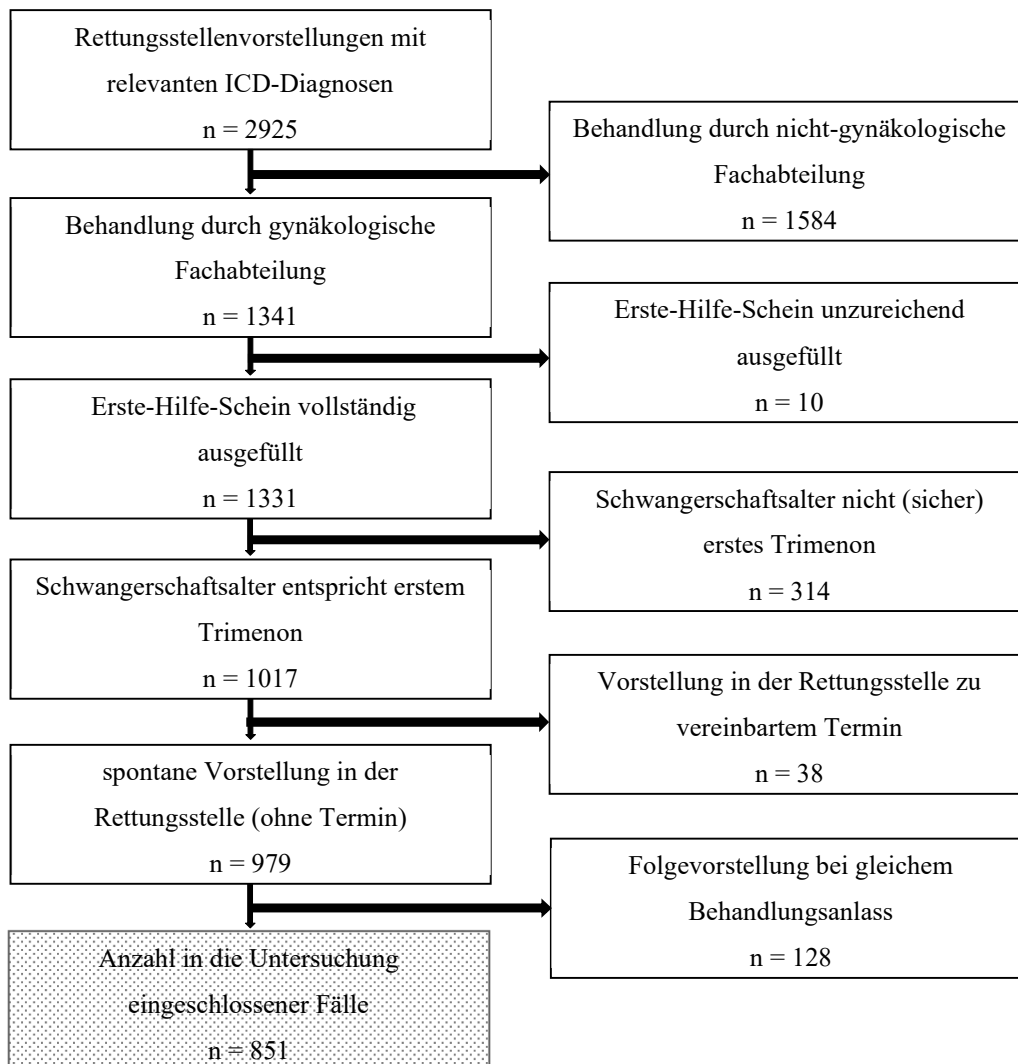 Rettungsstellenvorstellungen mit
relevanten ICD-Diagnosen
n = 2925
Behandlung durch nicht-gynäkologische
Fachabteilung
n = 1584
Behandlung durch gynäkologische
Fachabteilung
n = 1341
Erste-Hilfe-Schein unzureichend
ausgefüllt
n = 10
Erste-Hilfe-Schein vollständig
ausgefüllt
n = 1331
Schwangerschaftsalter nicht (sicher)
erstes Trimenon
n = 314
Schwangerschaftsalter entspricht erstem
Trimenon
n = 1017
Vorstellung in der Rettungsstelle zu
vereinbartem Termin
n = 38
spontane Vorstellung in der
Rettungsstelle (ohne Termin)
n = 979
Folgevorstellung bei gleichem
Behandlungsanlass
n = 128
Anzahl in die Untersuchung
eingeschlossener Fälle
n = 851